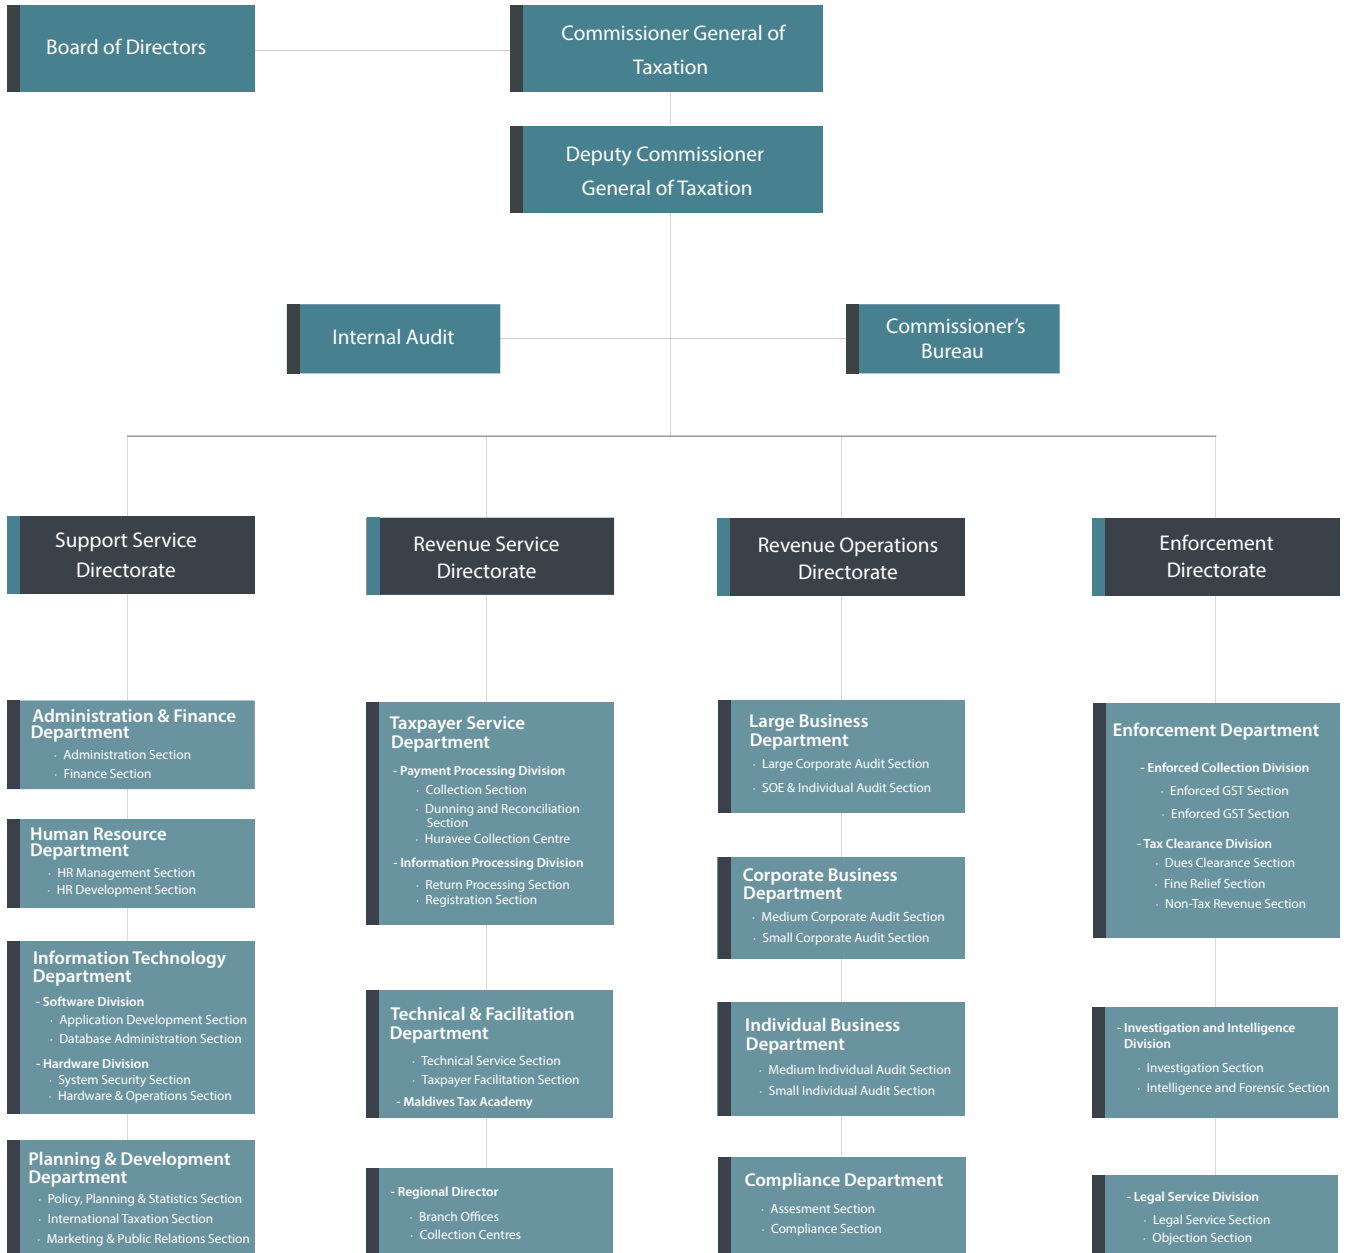 Board of Directors
Commissioner General of
Taxation
Deputy Commissioner
General of Taxation
Internal Audit
Commissioner's
Bureau
Support Service
Directorate
Revenue Service
Directorate
Revenue Operations
Directorate
Enforcement
Directorate
Administration & Finance
Department
· Administration Section
· Finance Section
Human Resource
Department
· HR Management Section
· HR Development Section
Information Technology
Department
- Software Division
· Application Development Section
· Database Administration Section
- Hardware Division
· System Security Section
· Hardware & Operations Section
Planning & Development
Department
· Policy, Planning & Statistics Section
· International Taxation Section
· Marketing & Public Relations Section
Taxpayer Service
Department
- Payment Processing Division
· Collection Section
· Dunning and Reconciliation
Section
· Huravee Collection Centre
- Information Processing Division
· Return Processing Section
· Registration Section
Technical & Facilitation
Department
· Technical Service Section
· Taxpayer Facilitation Section
- Maldives Tax Academy
- Regional Director
· Branch Offices
· Collection Centres
Large Business
Department
· Large Corporate Audit Section
· SOE & Individual Audit Section
Corporate Business
Department
· Medium Corporate Audit Section
· Small Corporate Audit Section
Individual Business
Department
· Medium Individual Audit Section
· Small Individual Audit Section
Compliance Department
· Assesment Section
· Compliance Section
Enforcement Department
- Enforced Collection Division
· Enforced GST Section
· Enforced GST Section
- Tax Clearance Division
· Dues Clearance Section
· Fine Relief Section
· Non-Tax Revenue Section
- Investigation and Intelligence
Division
· Investigation Section
· Intelligence and Forensic Section
- Legal Service Division
· Legal Service Section
· Objection Section